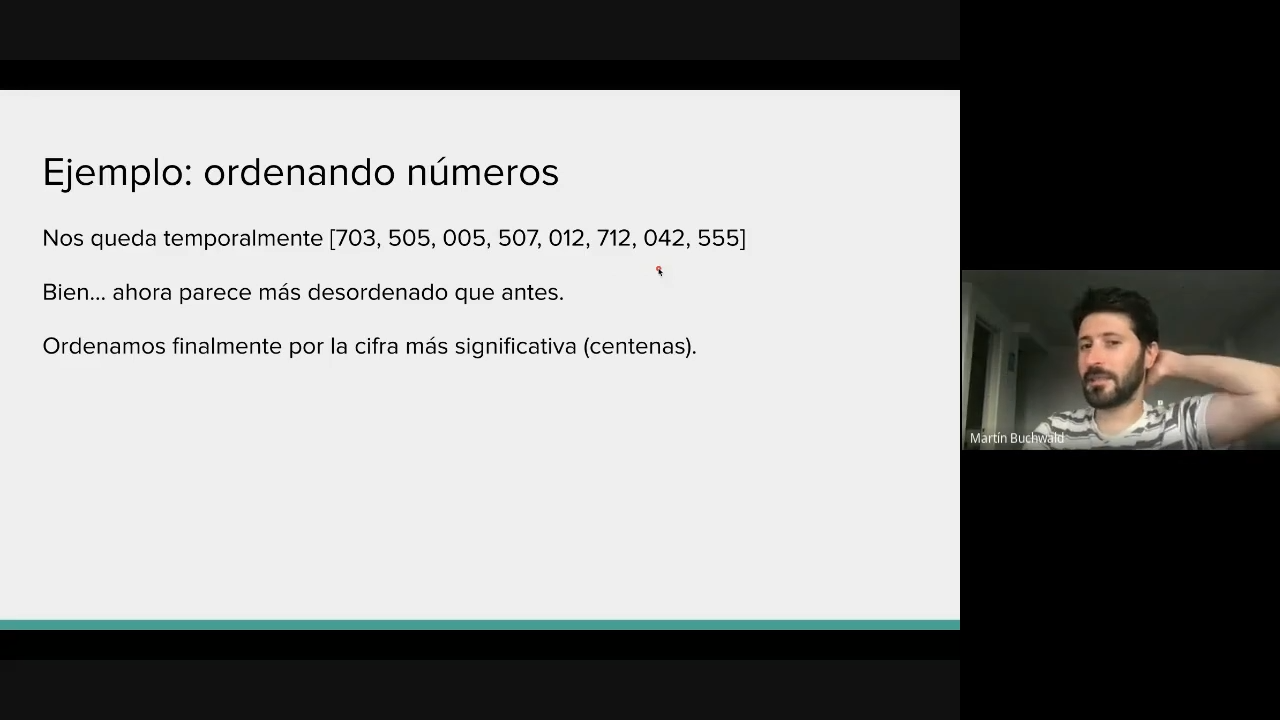 Ejemplo: ordenando números
Nos queda temporalmente [703, 505, 005, 507, 012, 712, 042, 555]
Bien... ahora parece más desordenado que antes.
Ordenamos finalmente por la cifra más significativa (centenas).
Martín Buchwald